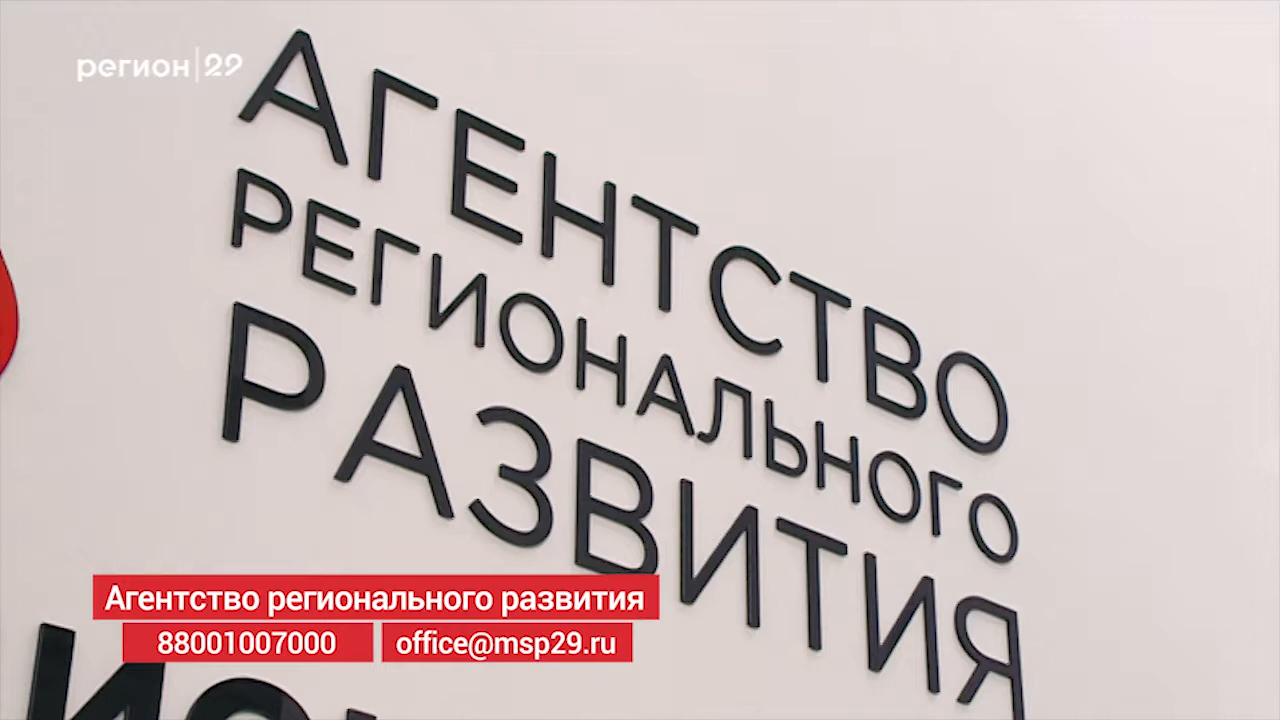 регион|29
АГЕНТСТВО
РЕГИОНАЛЬНОГО
РАЗВИТИЯ
Агентство регионального развития
88001007000
office@msp29.ru